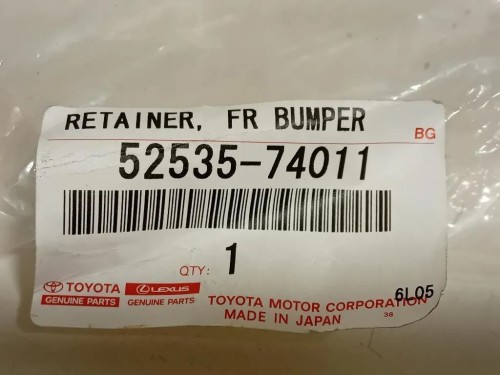 RETAINER, FR BUMPER
BG
52535-74011
QTY: 1
TOYOTA LEXUS
GENUINE PARTS GENUINE PARTS
TOYOTA MOTOR CORPORATION 6L05
MADE IN JAPAN 38